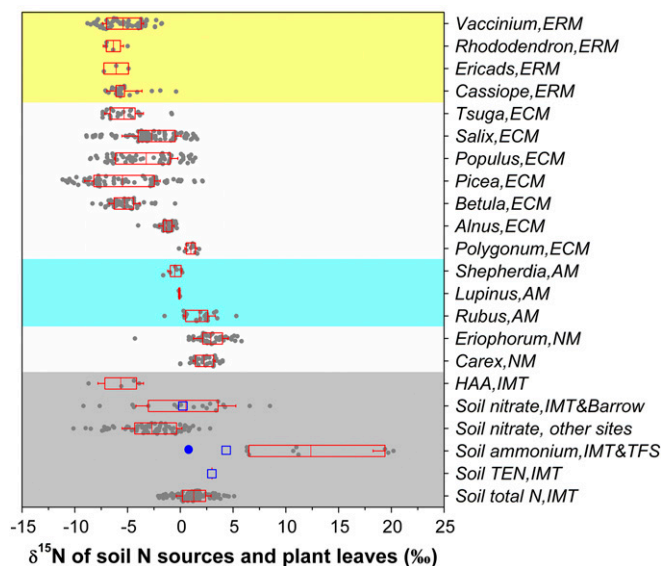 Vaccinium,ERM
Rhododendron,ERM
Ericads,ERM
Cassiope,ERM
Tsuga,ECM
Salix,ECM
Populus,ECM
Picea,ECM
Betula,ECM
Alnus,ECM
Polygonum,ECM
Shepherdia,AM
Lupinus,AM
Rubus,AM
Eriophorum,NM
Carex,NM
HAA,IMT
Soil nitrate,IMT&Barrow
Soil nitrate, other sites
Soil ammonium,IMT&TFS
Soil TEN,IMT
Soil total N,IMT
-15 -10 -5 0 5 10 15 20 25
δ¹⁵N of soil N sources and plant leaves (‰)